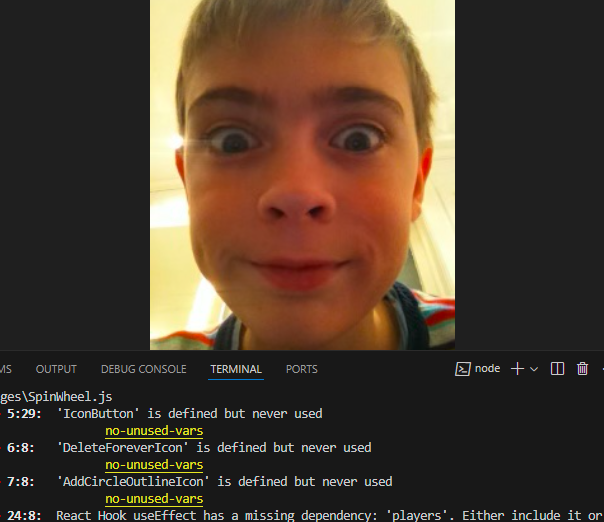 MS OUTPUT DEBUG CONSOLE TERMINAL PORTS node
ges\SpinWheel.js
5:29: 'IconButton' is defined but never used
no-unused-vars
6:8: 'DeleteForeverIcon' is defined but never used
no-unused-vars
7:8: 'AddCircleOutlineIcon' is defined but never used
no-unused-vars
24:8: React Hook useEffect has a missing dependency: 'players'. Either include it or